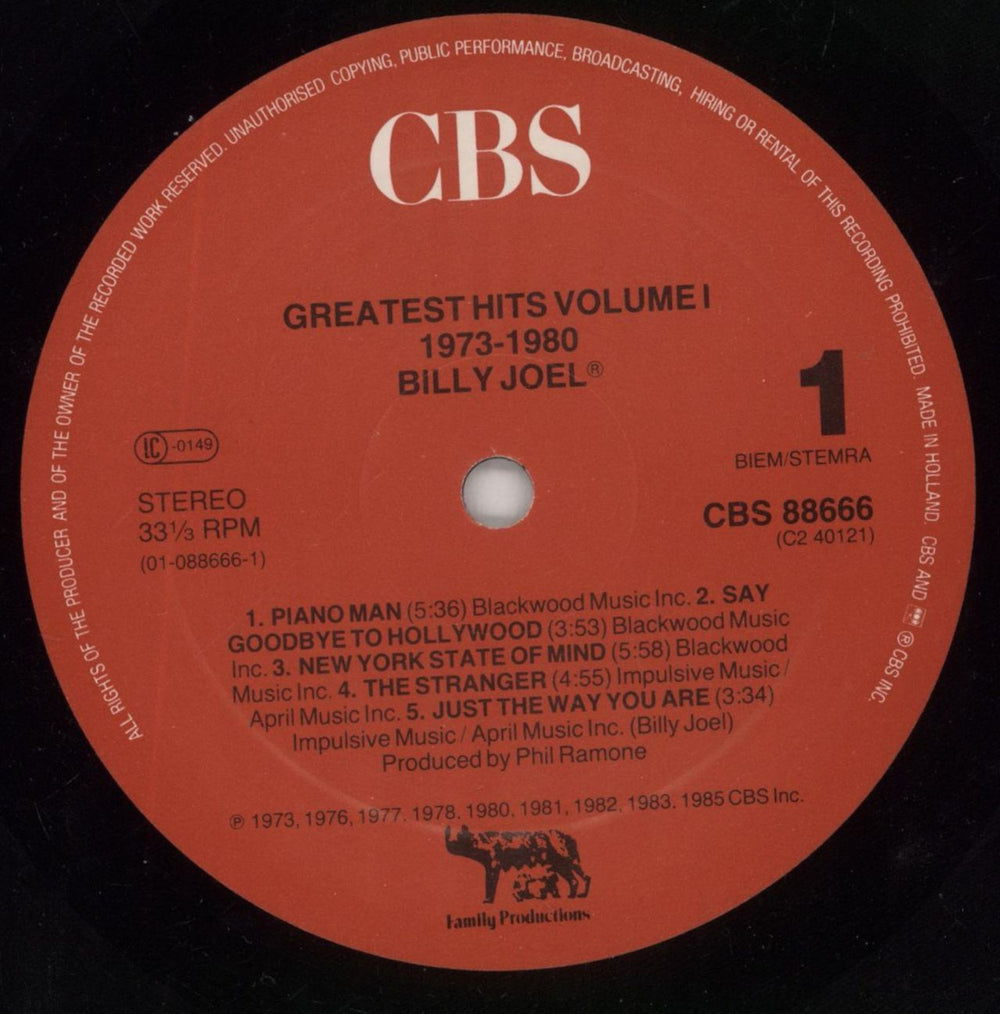 ALL RIGHTS OF THE PRODUCER AND OF THE OWNER OF THE RECORDED WORK RESERVED. UNAUTHORISED COPYING, PUBLIC PERFORMANCE, BROADCASTING, HIRING OR RENTAL OF THIS RECORDING PROHIBITED. MADE IN HOLLAND. CBS AND ℗ CBS INC.
CBS
GREATEST HITS VOLUME I
1973-1980
BILLY JOEL®
1
BIEM/STEMRA
LC -0149
STEREO
33⅓ RPM
(01-088666-1)
CBS 88666
(C2 40121)
1. PIANO MAN (5:36) Blackwood Music Inc. 2. SAY
GOODBYE TO HOLLYWOOD (3:53) Blackwood Music
Inc. 3. NEW YORK STATE OF MIND (5:58) Blackwood
Music Inc. 4. THE STRANGER (4:55) Impulsive Music /
April Music Inc. 5. JUST THE WAY YOU ARE (3:34)
Impulsive Music / April Music Inc. (Billy Joel)
Produced by Phil Ramone
℗ 1973, 1976, 1977. 1978. 1980, 1981, 1982, 1983. 1985 CBS Inc.
Family Productions